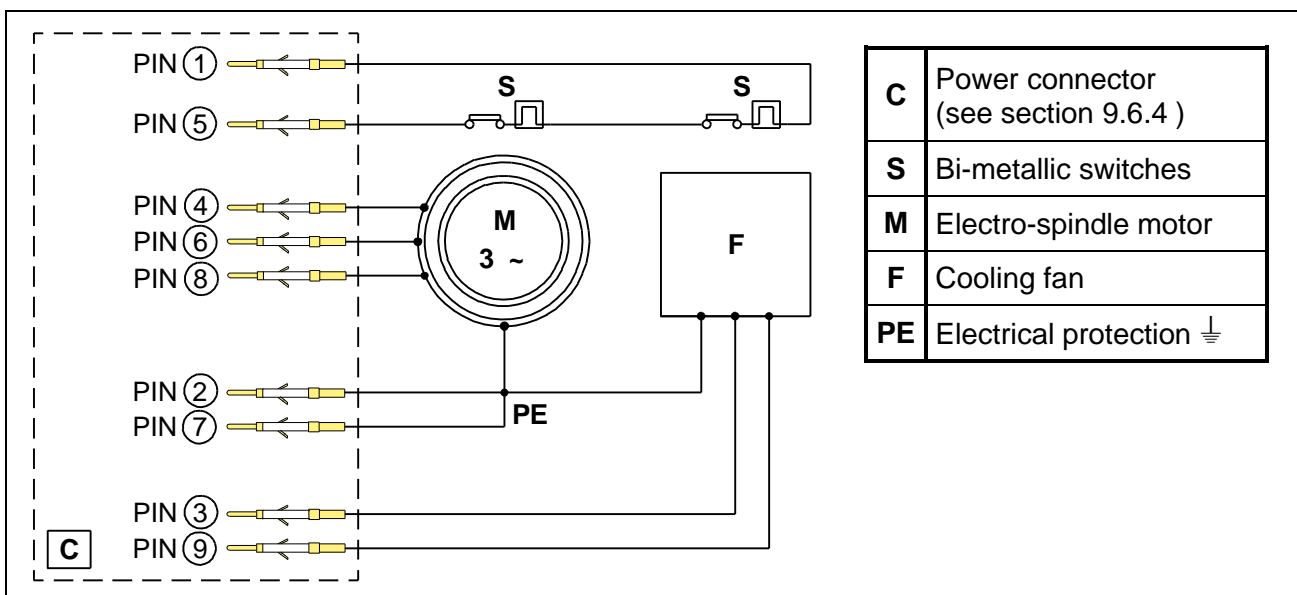 PIN 1
S
S
PIN 5
PIN 4
M
3 ~
PIN 6
F
PIN 8
PIN 2
PE
PIN 7
PIN 3
C
PIN 9
C Power connector
(see section 9.6.4 )
S Bi-metallic switches
M Electro-spindle motor
F Cooling fan
PE Electrical protection ⏚